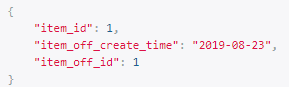 {
    "item_id": 1,
    "item_off_create_time": "2019-08-23",
    "item_off_id": 1
}